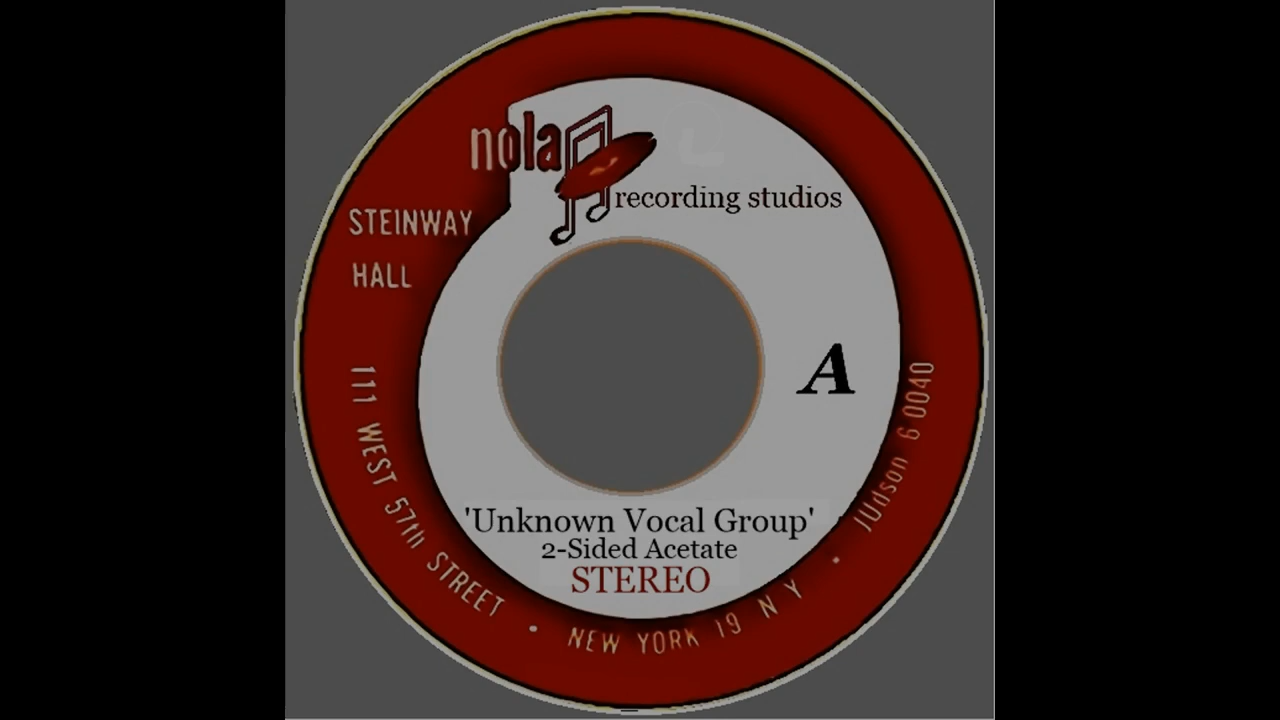 nola
recording studios
STEINWAY
HALL
A
111 WEST 57th STREET • NEW YORK 19 N Y • JUdson 6 0040
'Unknown Vocal Group'
2-Sided Acetate
STEREO